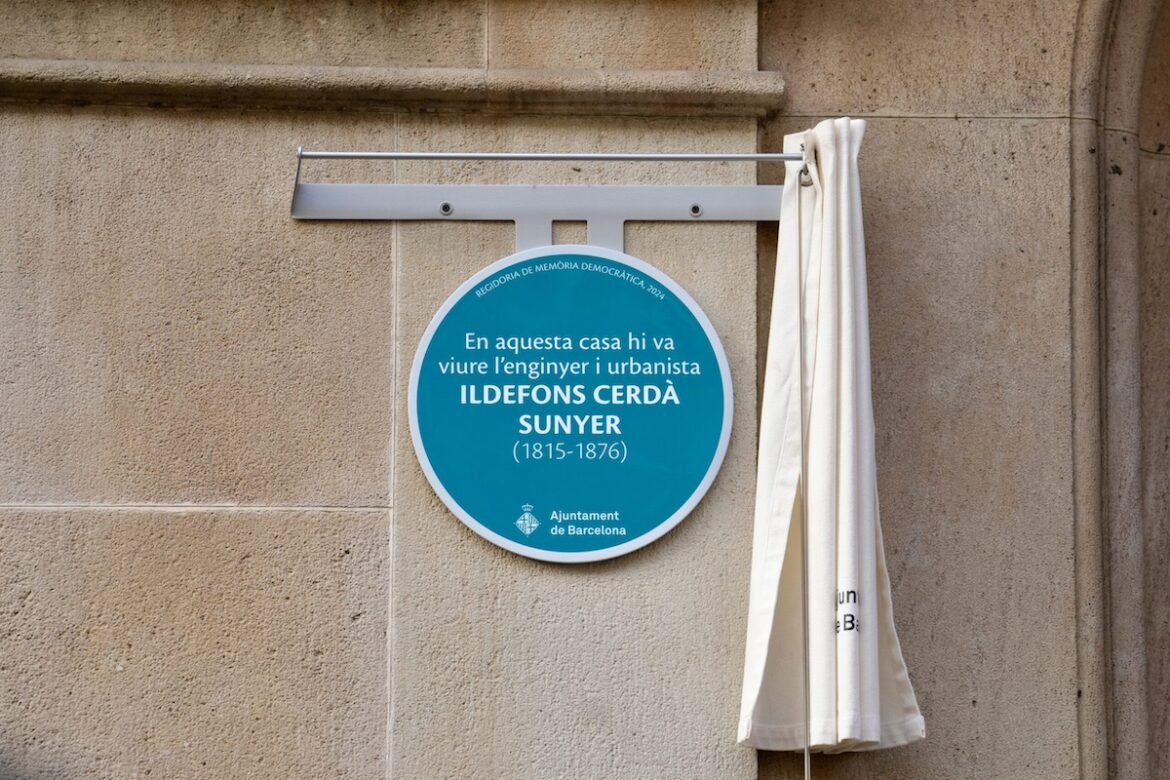 REGIDORIA DE MEMÒRIA DEMOCRÀTICA, 2024
En aquesta casa hi va
viure l'enginyer i urbanista
ILDEFONS CERDÀ
SUNYER
(1815-1876)
Ajuntament
de Barcelona